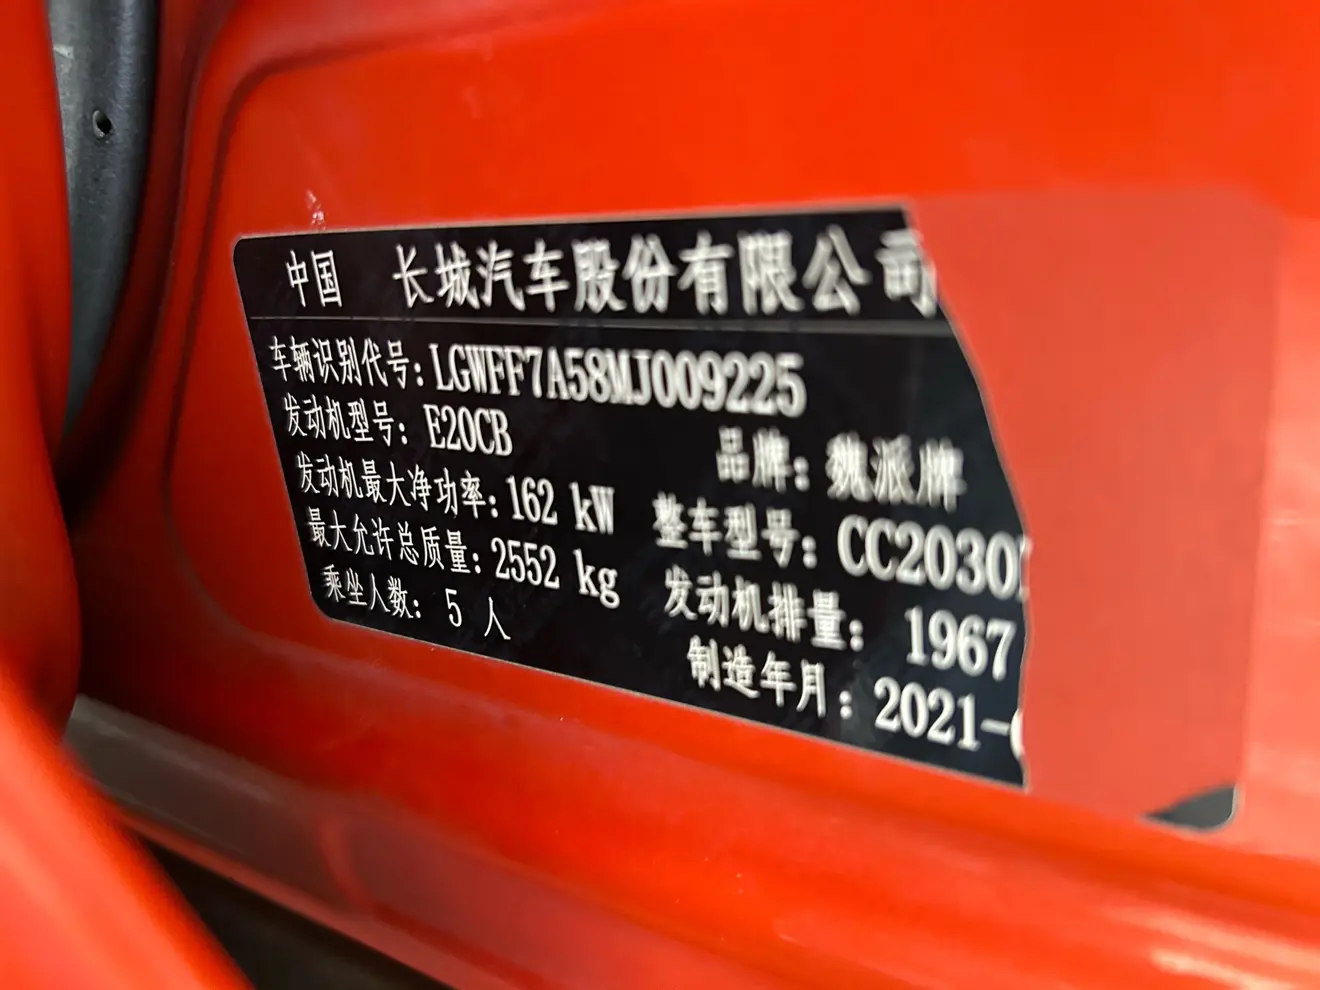 中国 长城汽车股份有限公司
车辆识别代号:LGWFF7A58MJ009225
发动机型号: E20CB
品牌: 魏派牌
发动机最大净功率:162 kW
整车型号: CC2030
最大允许总质量:2552 kg
发动机排量: 1967
乘坐人数: 5 人
制造年月: 2021-